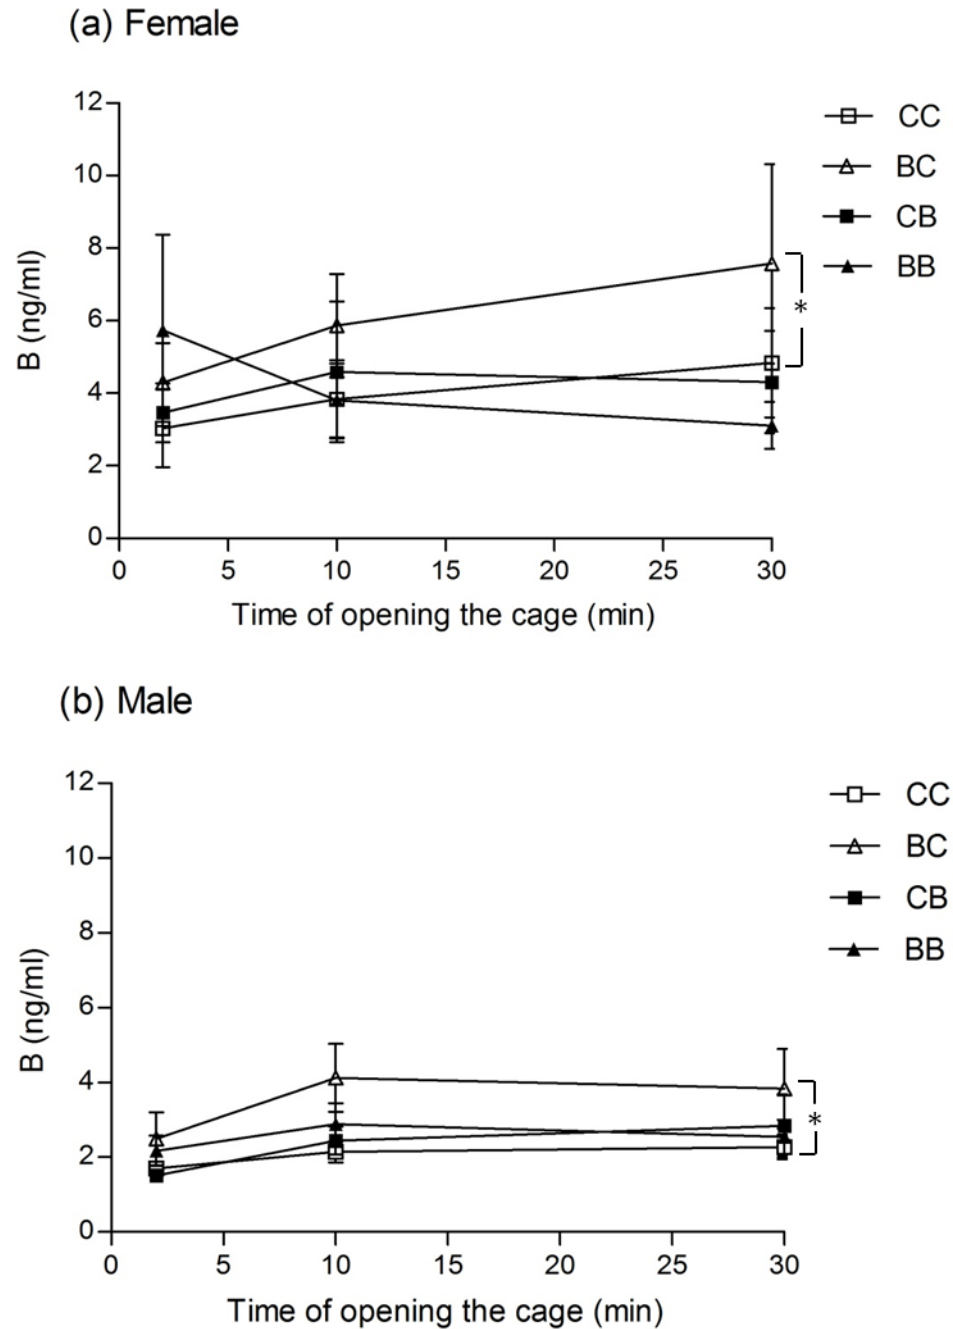 (a) Female
12
10
8
6
4
2
0
B (ng/ml)
0 5 10 15 20 25 30
Time of opening the cage (min)
CC
BC
CB
BB
*
(b) Male
12
10
8
6
4
2
0
B (ng/ml)
0 5 10 15 20 25 30
Time of opening the cage (min)
CC
BC
CB
BB
*